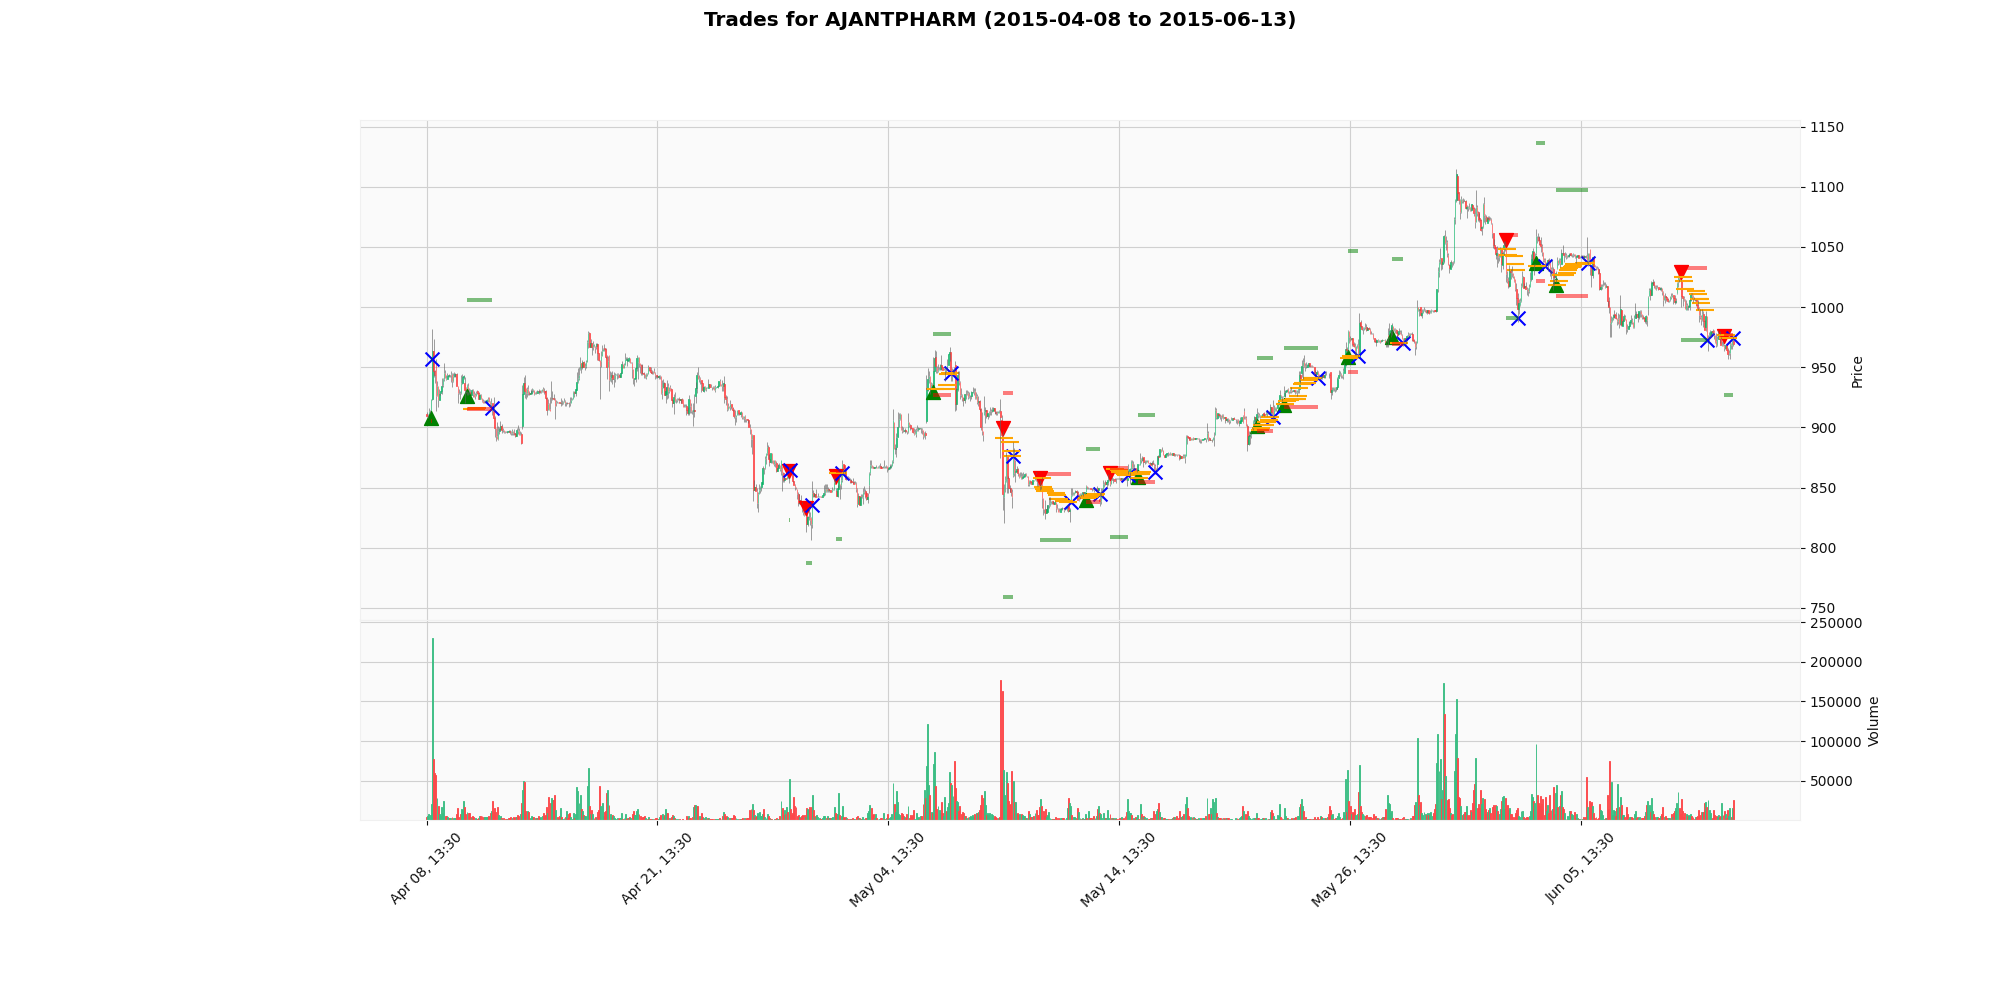 Trades for AJANTPHARM (2015-04-08 to 2015-06-13)
1150
1100
1050
1000
950
900
850
800
750
Price
250000
200000
150000
100000
50000
Volume
Apr 08, 13:30
Apr 21, 13:30
May 04, 13:30
May 14, 13:30
May 26, 13:30
Jun 05, 13:30